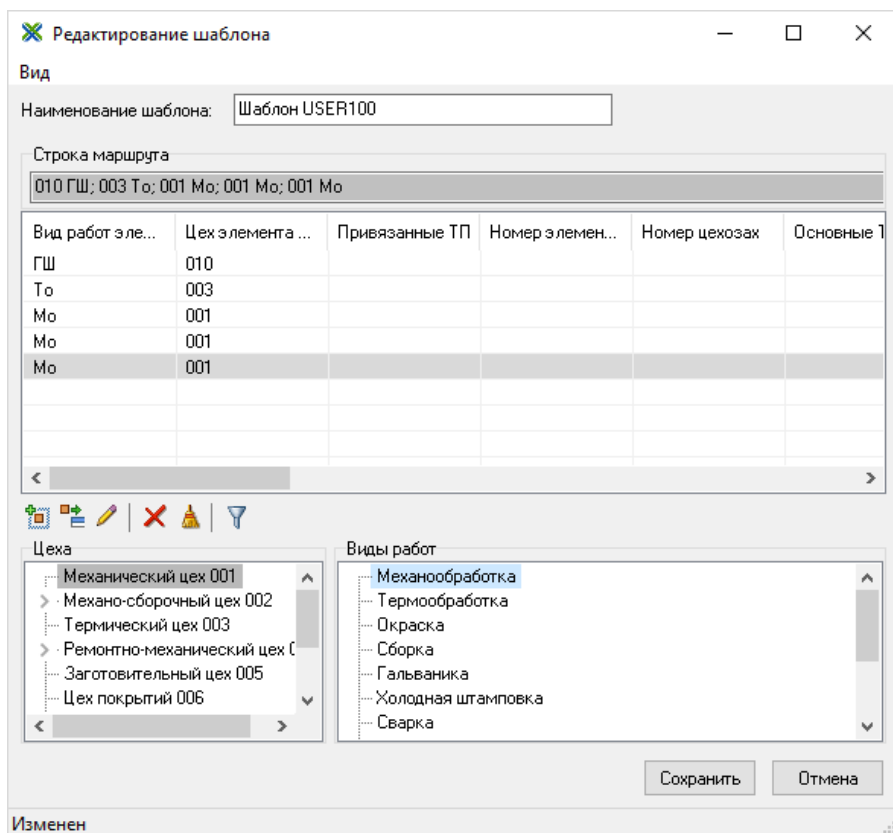 Редактирование шаблона
Вид
Наименование шаблона: Шаблон USER100
Строка маршрута
010 ГШ; 003 То; 001 Мо; 001 Мо; 001 Мо
Вид работ эле... Цех элемента ... Привязанные ТП Номер элемен... Номер цехозах Основные Т
ГШ 010
То 003
Мо 001
Мо 001
Мо 001
Цеха Виды работ
Механический цех 001 Механообработка
Механо-сборочный цех 002 Термообработка
Термический цех 003 Окраска
Ремонтно-механический цех 0 Сборка
Заготовительный цех 005 Гальваника
Цех покрытий 006 Холодная штамповка
Сварка
Сохранить Отмена
Изменен